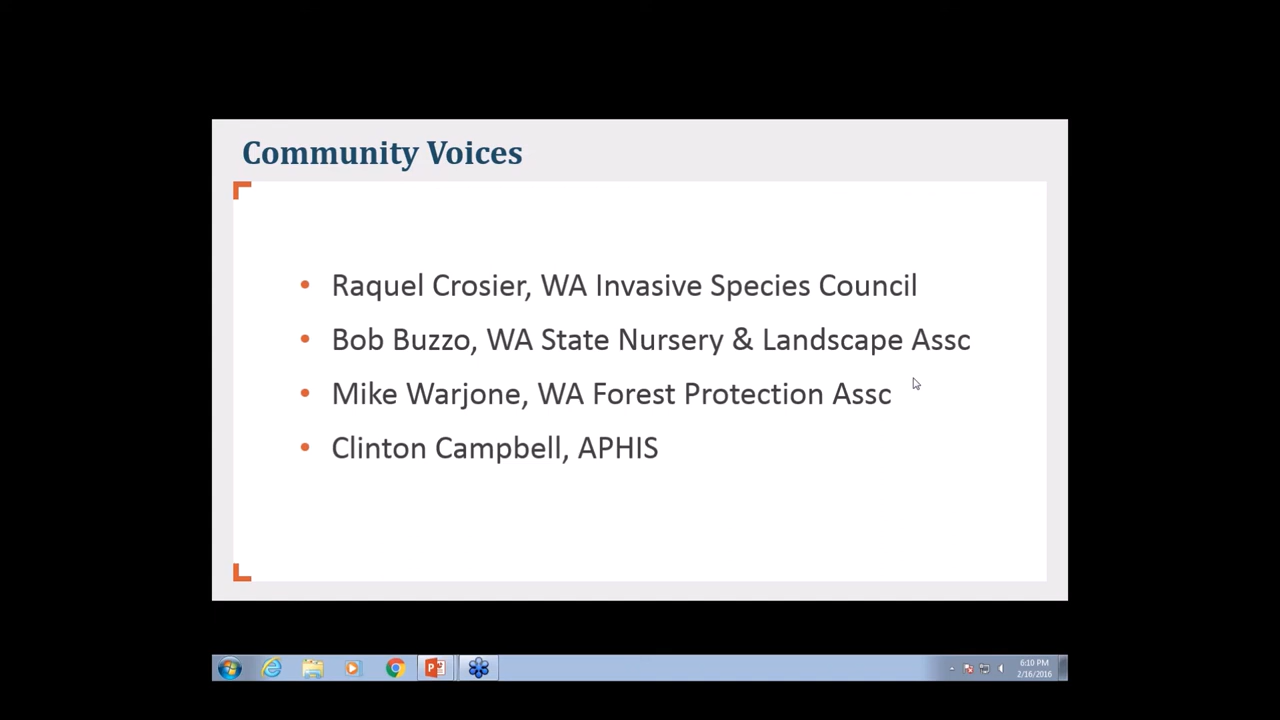 Community Voices
• Raquel Crosier, WA Invasive Species Council
• Bob Buzzo, WA State Nursery & Landscape Assc
• Mike Warjone, WA Forest Protection Assc
• Clinton Campbell, APHIS
6:10 PM
2/16/2016